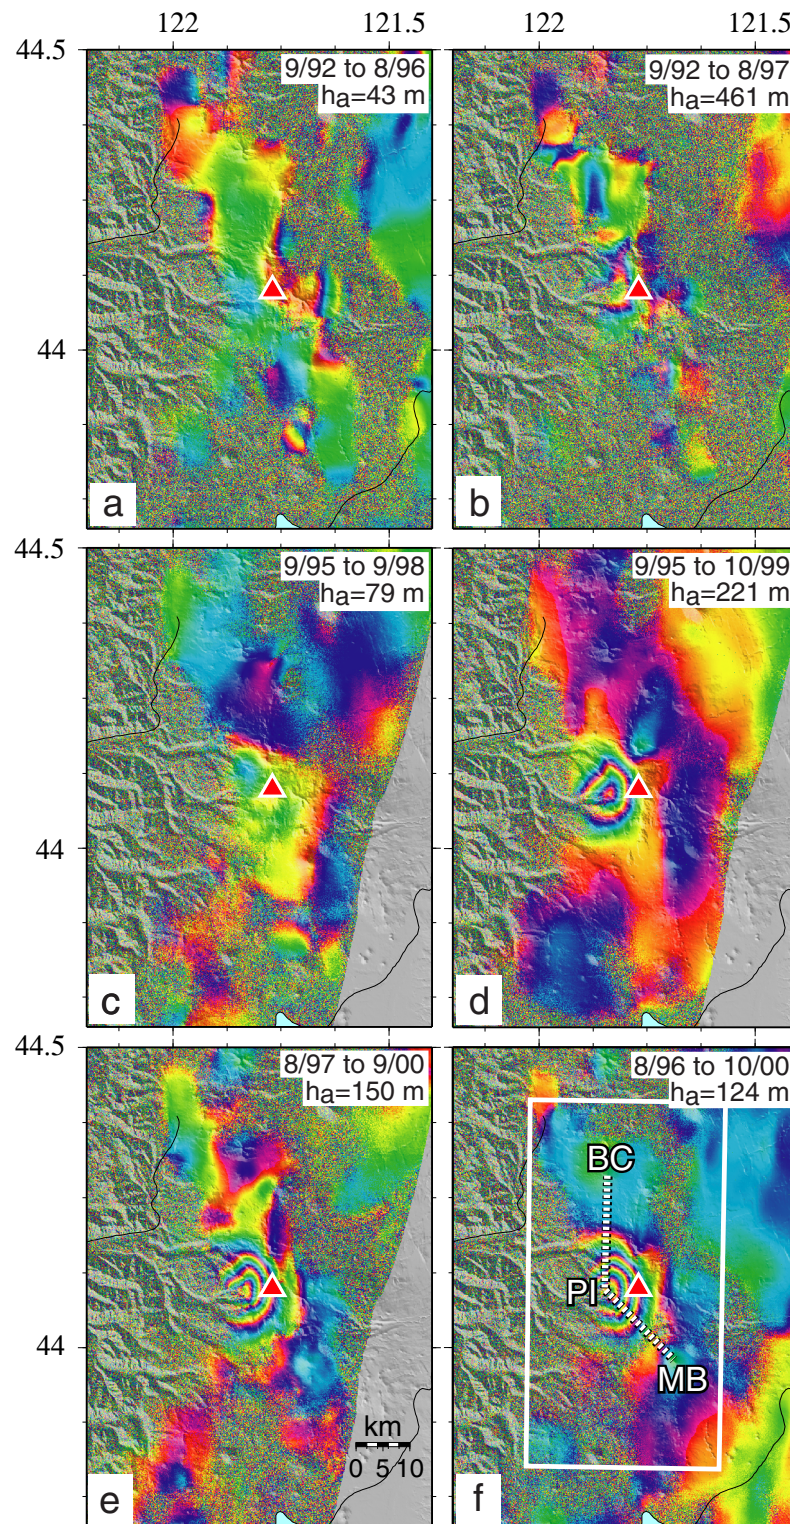 122 121.5 122 121.5
44.5
9/92 to 8/96
ha=43 m
9/92 to 8/97
ha=461 m
44
a
b
44.5
9/95 to 9/98
ha=79 m
9/95 to 10/99
ha=221 m
44
c
d
44.5
8/97 to 9/00
ha=150 m
8/96 to 10/00
ha=124 m
BC
PI
44
MB
km
0 5 10
e
f